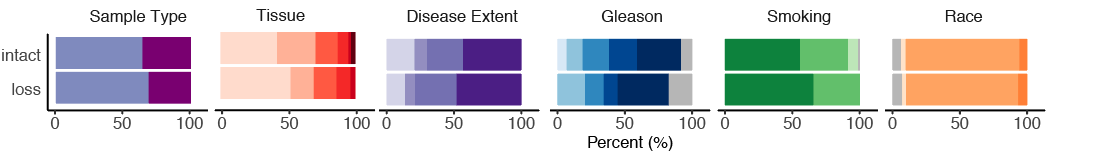 Sample Type Tissue Disease Extent Gleason Smoking Race
intact
loss
0 50 100 0 50 100 0 50 100 0 50 100 0 50 100 0 50 100
Percent (%)